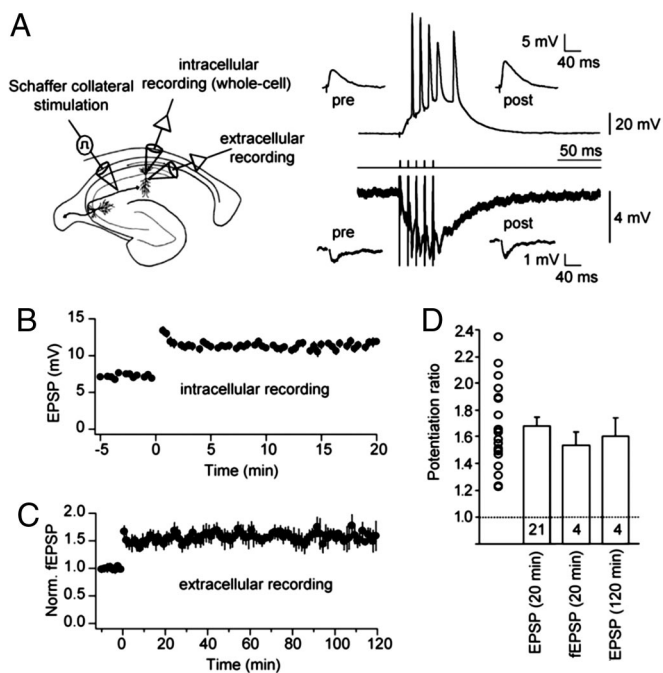 A
Schaffer collateral
stimulation
intracellular
recording (whole-cell)
extracellular
recording
pre
post
5 mV
40 ms
20 mV
50 ms
pre
post
4 mV
1 mV
40 ms
B
EPSP (mV)
15
10
5
0
intracellular recording
-5
0
5
10
15
20
Time (min)
C
Norm. fEPSP
2.0
1.5
1.0
0.5
0.0
extracellular recording
0
20
40
60
80
100
120
Time (min)
D
Potentiation ratio
2.4
2.2
2.0
1.8
1.6
1.4
1.2
1.0
21
4
4
EPSP (20 min)
fEPSP (20 min)
EPSP (120 min)